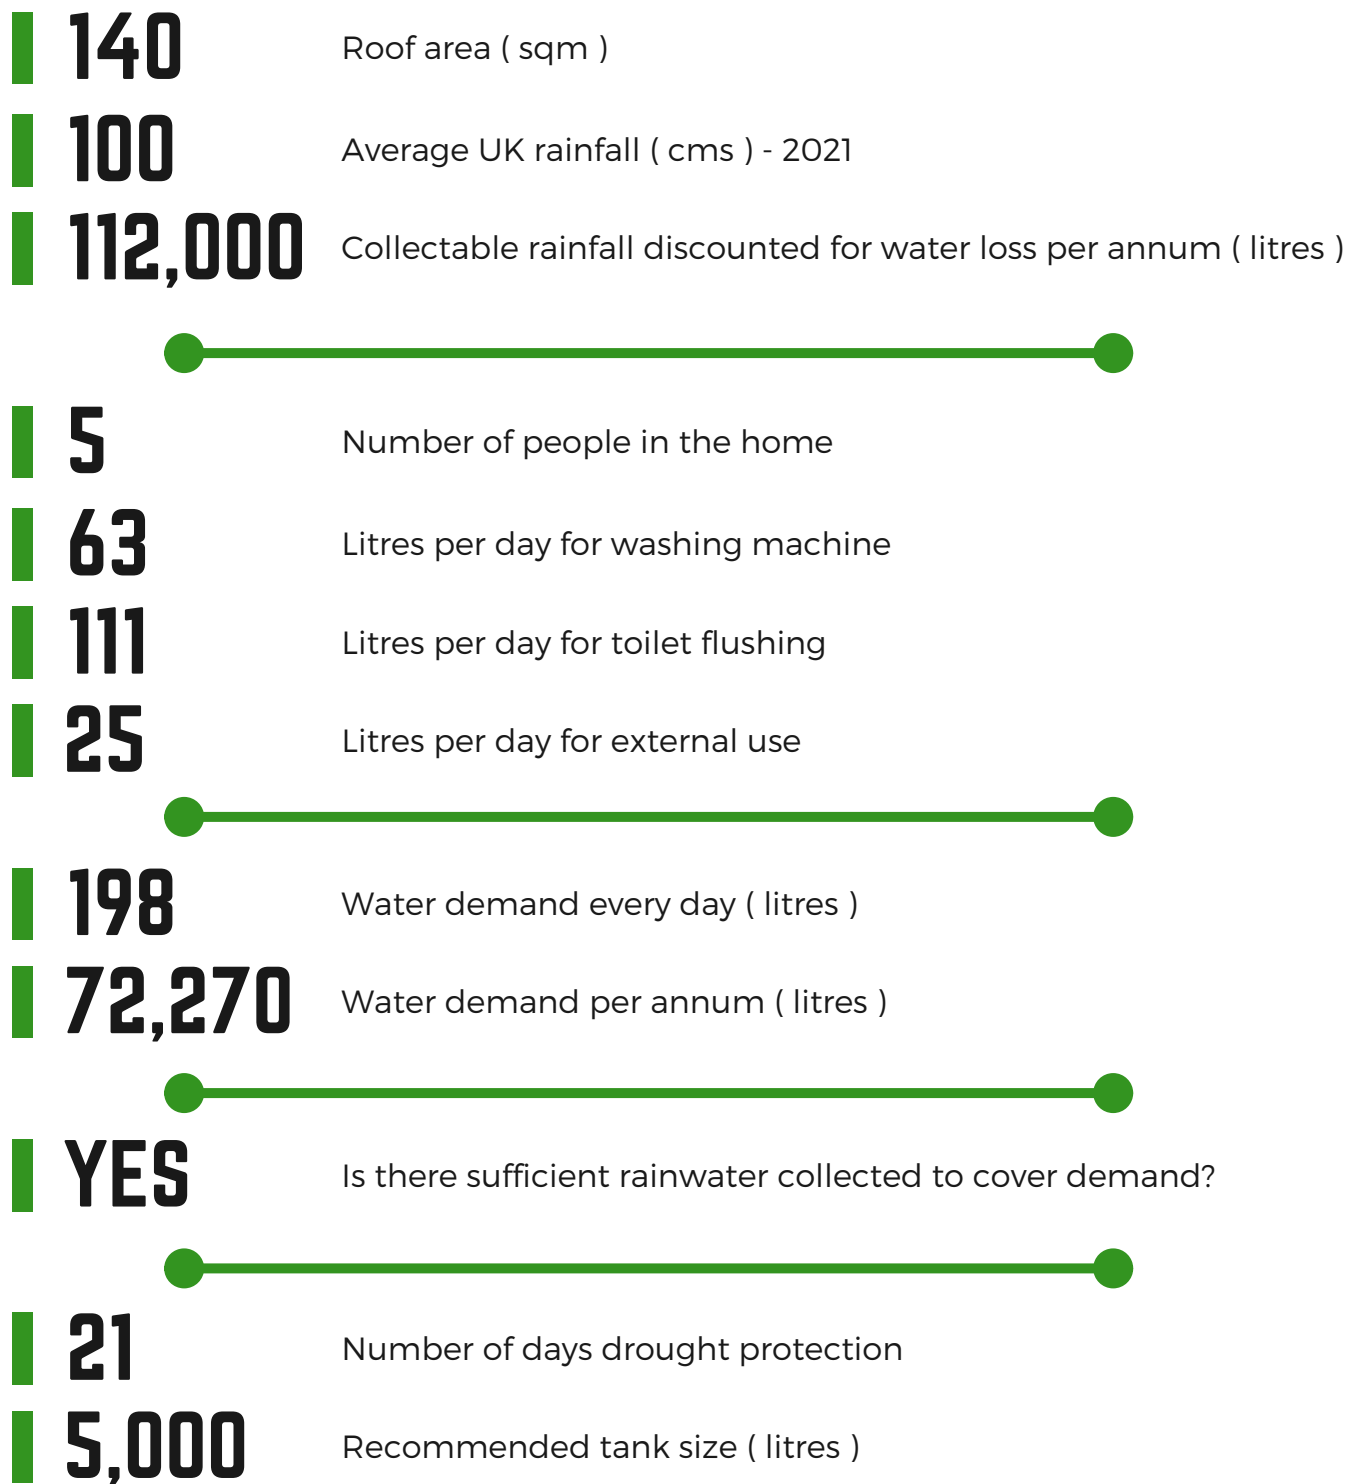 140 Roof area ( sqm )
100 Average UK rainfall ( cms ) - 2021
112,000 Collectable rainfall discounted for water loss per annum ( litres )
5 Number of people in the home
63 Litres per day for washing machine
111 Litres per day for toilet flushing
25 Litres per day for external use
198 Water demand every day ( litres )
72,270 Water demand per annum ( litres )
YES Is there sufficient rainwater collected to cover demand?
21 Number of days drought protection
5,000 Recommended tank size ( litres )